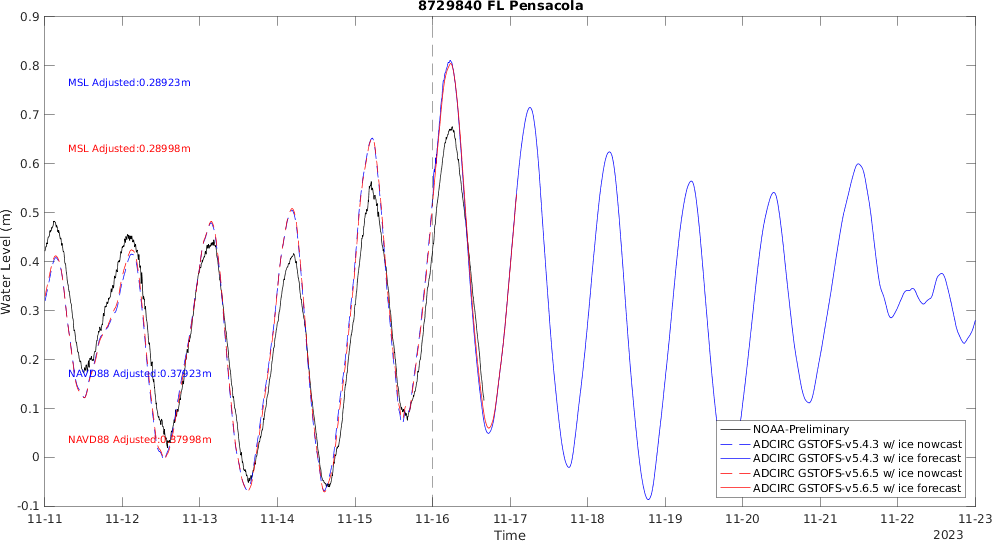 8729840 FL Pensacola
0.9
0.8
MSL Adjusted:0.28923m
0.7
MSL Adjusted:0.28998m
0.6
0.5
0.4
Water Level (m)
0.3
0.2
NAVD88 Adjusted:0.37923m
0.1
NAVD88 Adjusted:0.37998m
0
-0.1
NOAA-Preliminary
ADCIRC GSTOFS-v5.4.3 w/ ice nowcast
ADCIRC GSTOFS-v5.4.3 w/ ice forecast
ADCIRC GSTOFS-v5.6.5 w/ ice nowcast
ADCIRC GSTOFS-v5.6.5 w/ ice forecast
11-11 11-12 11-13 11-14 11-15 11-16 11-17 11-18 11-19 11-20 11-21 11-22 11-23
Time
2023